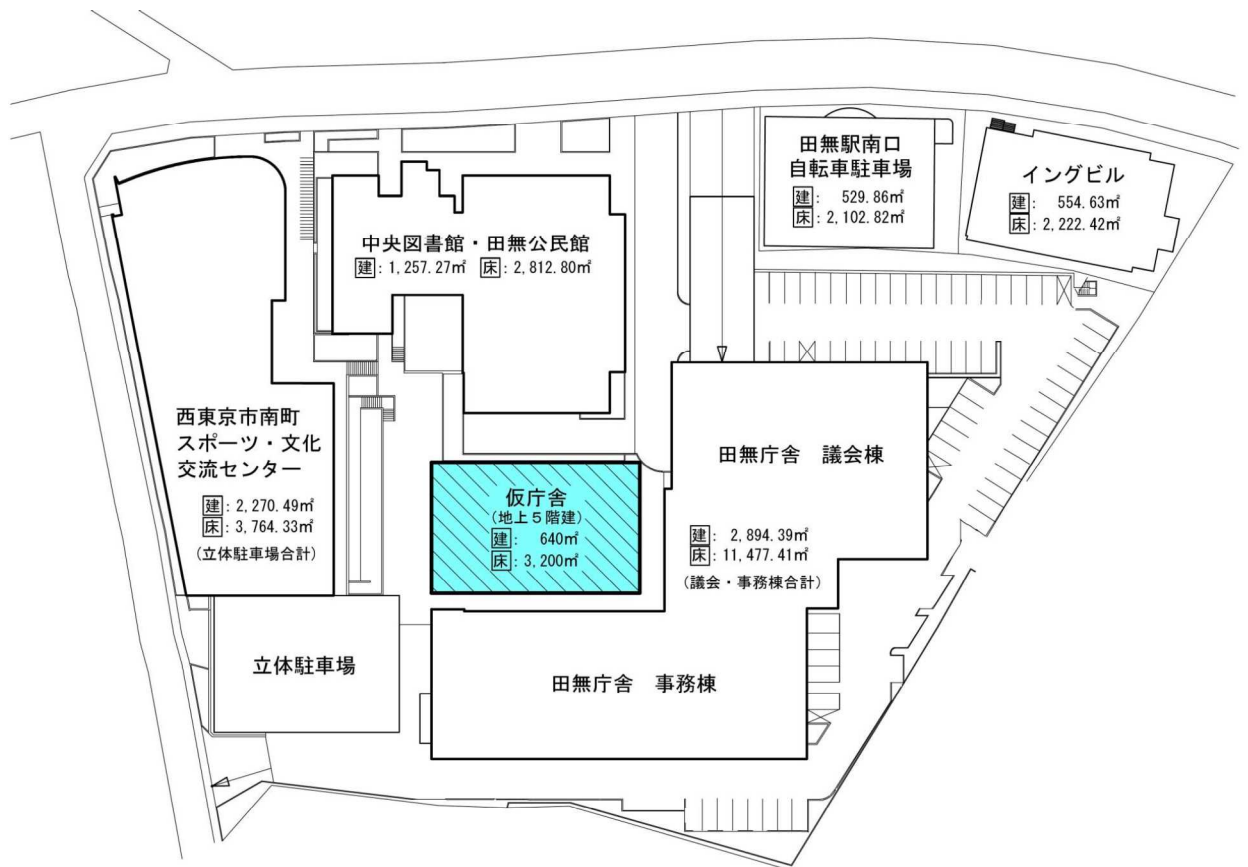 田無駅南口
自転車駐車場
建: 529.86㎡
床: 2,102.82㎡
イングビル
建: 554.63㎡
床: 2,222.42㎡
中央図書館・田無公民館
建: 1,257.27㎡ 床: 2,812.80㎡
西東京市南町
スポーツ・文化
交流センター
建: 2,270.49㎡
床: 3,764.33㎡
(立体駐車場合計)
仮庁舎
(地上5階建)
建: 640㎡
床: 3,200㎡
田無庁舎 議会棟
建: 2,894.39㎡
床: 11,477.41㎡
(議会・事務棟合計)
立体駐車場
田無庁舎 事務棟